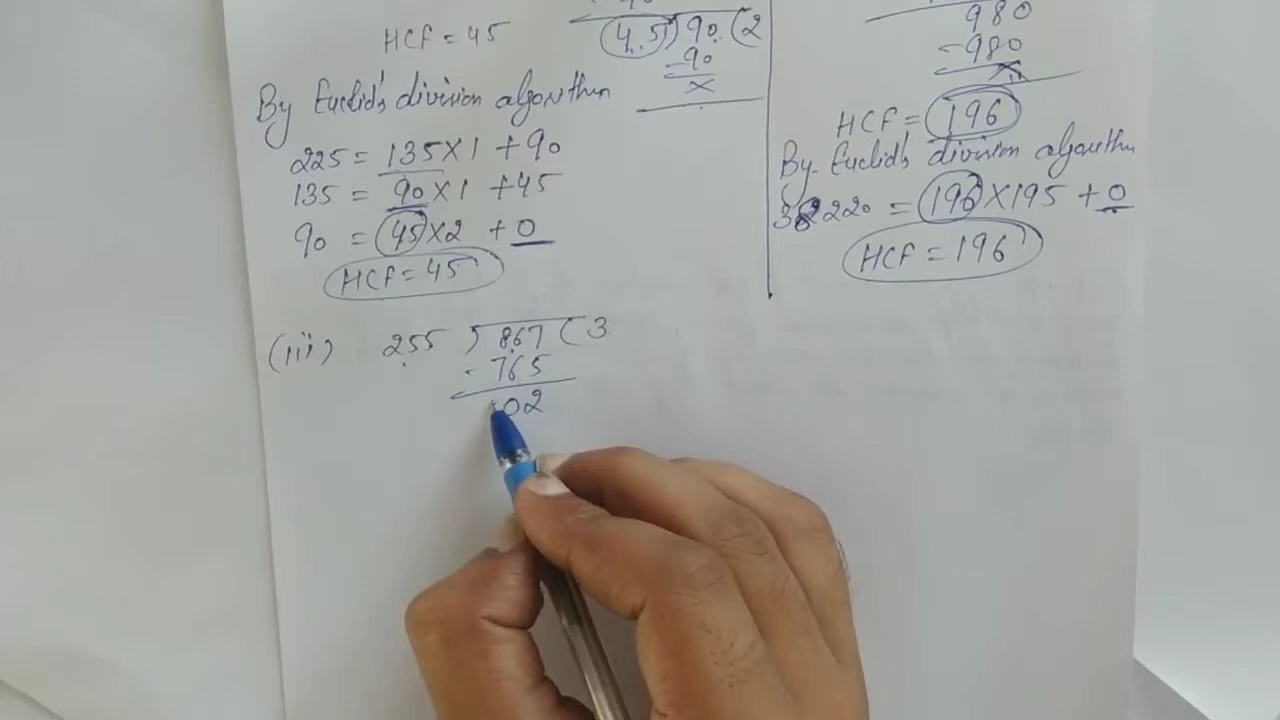 HCF = 45
45) 90 (2
- 90
x
By Euclid's division algorithm
225 = 135 X 1 + 90
135 = 90 X 1 + 45
90 = 45 X 2 + 0
HCF = 45
980
- 980
x
HCF = 196
By Euclid's division algorithm
38220 = 196 X 195 + 0
HCF = 196
(iii) 255 ) 867 ( 3
- 765
102